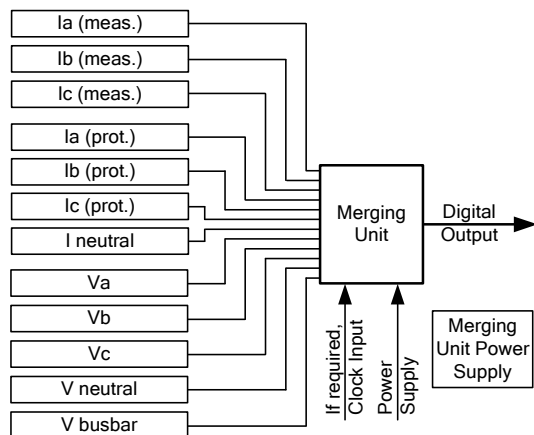 Ia (meas.)
Ib (meas.)
Ic (meas.)
Ia (prot.)
Ib (prot.)
Ic (prot.)
I neutral
Va
Vb
Vc
V neutral
V busbar
Merging
Unit
Digital
Output
If required,
Clock Input
Power
Supply
Merging
Unit Power
Supply